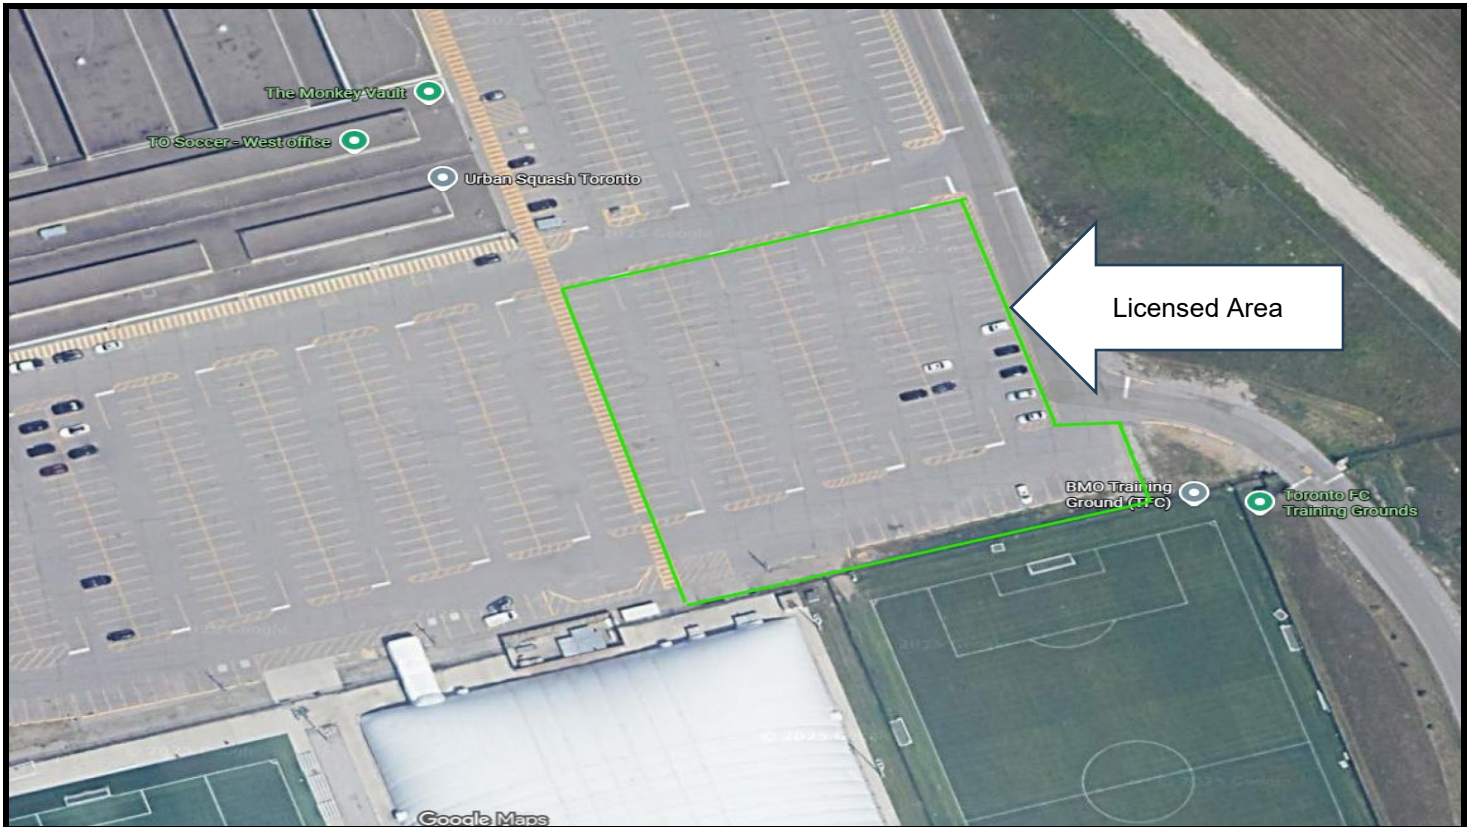 The Monkey Vault
TO Soccer - West office
Urban Squash Toronto
Licensed Area
BMO Training
Ground (TFC)
Toronto FC
Training Grounds
Google Maps